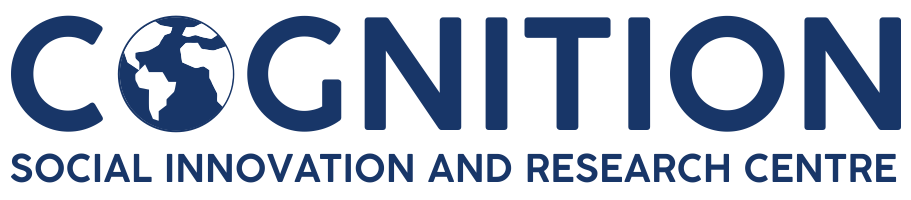 COGNITION
SOCIAL INNOVATION AND RESEARCH CENTRE